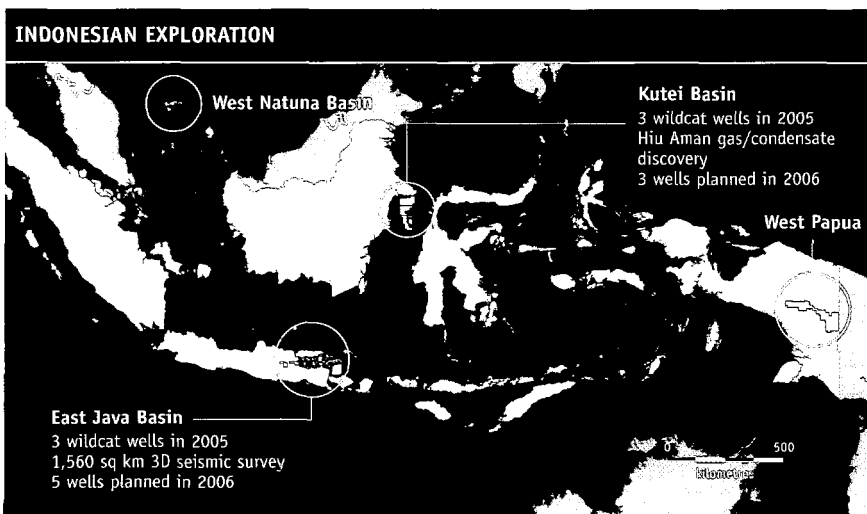 INDONESIAN EXPLORATION
West Natuna Basin
Kutei Basin
3 wildcat wells in 2005
Hiu Aman gas/condensate
discovery
3 wells planned in 2006
West Papua
East Java Basin
3 wildcat wells in 2005
1,560 sq km 3D seismic survey
5 wells planned in 2006
0 500
kilometres